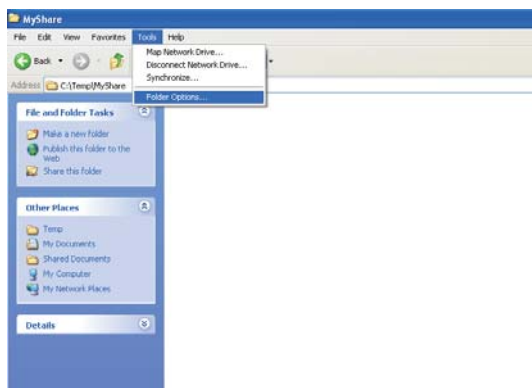 MyShare
File Edit View Favorites Tools Help
Back
Map Network Drive...
Disconnect Network Drive...
Synchronize...
Folder Options...
Address C:\Temp\MyShare
File and Folder Tasks
Make a new folder
Publish this folder to the
Web
Share this folder
Other Places
Temp
My Documents
Shared Documents
My Computer
My Network Places
Details